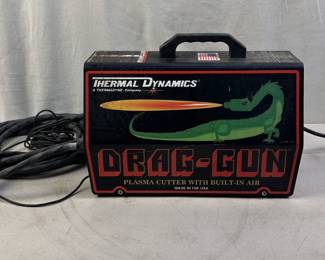 THERMAL DYNAMICS®
A THERMADYNE Company
DRAG-GUN
PLASMA CUTTER WITH BUILT-IN AIR
MADE IN THE USA